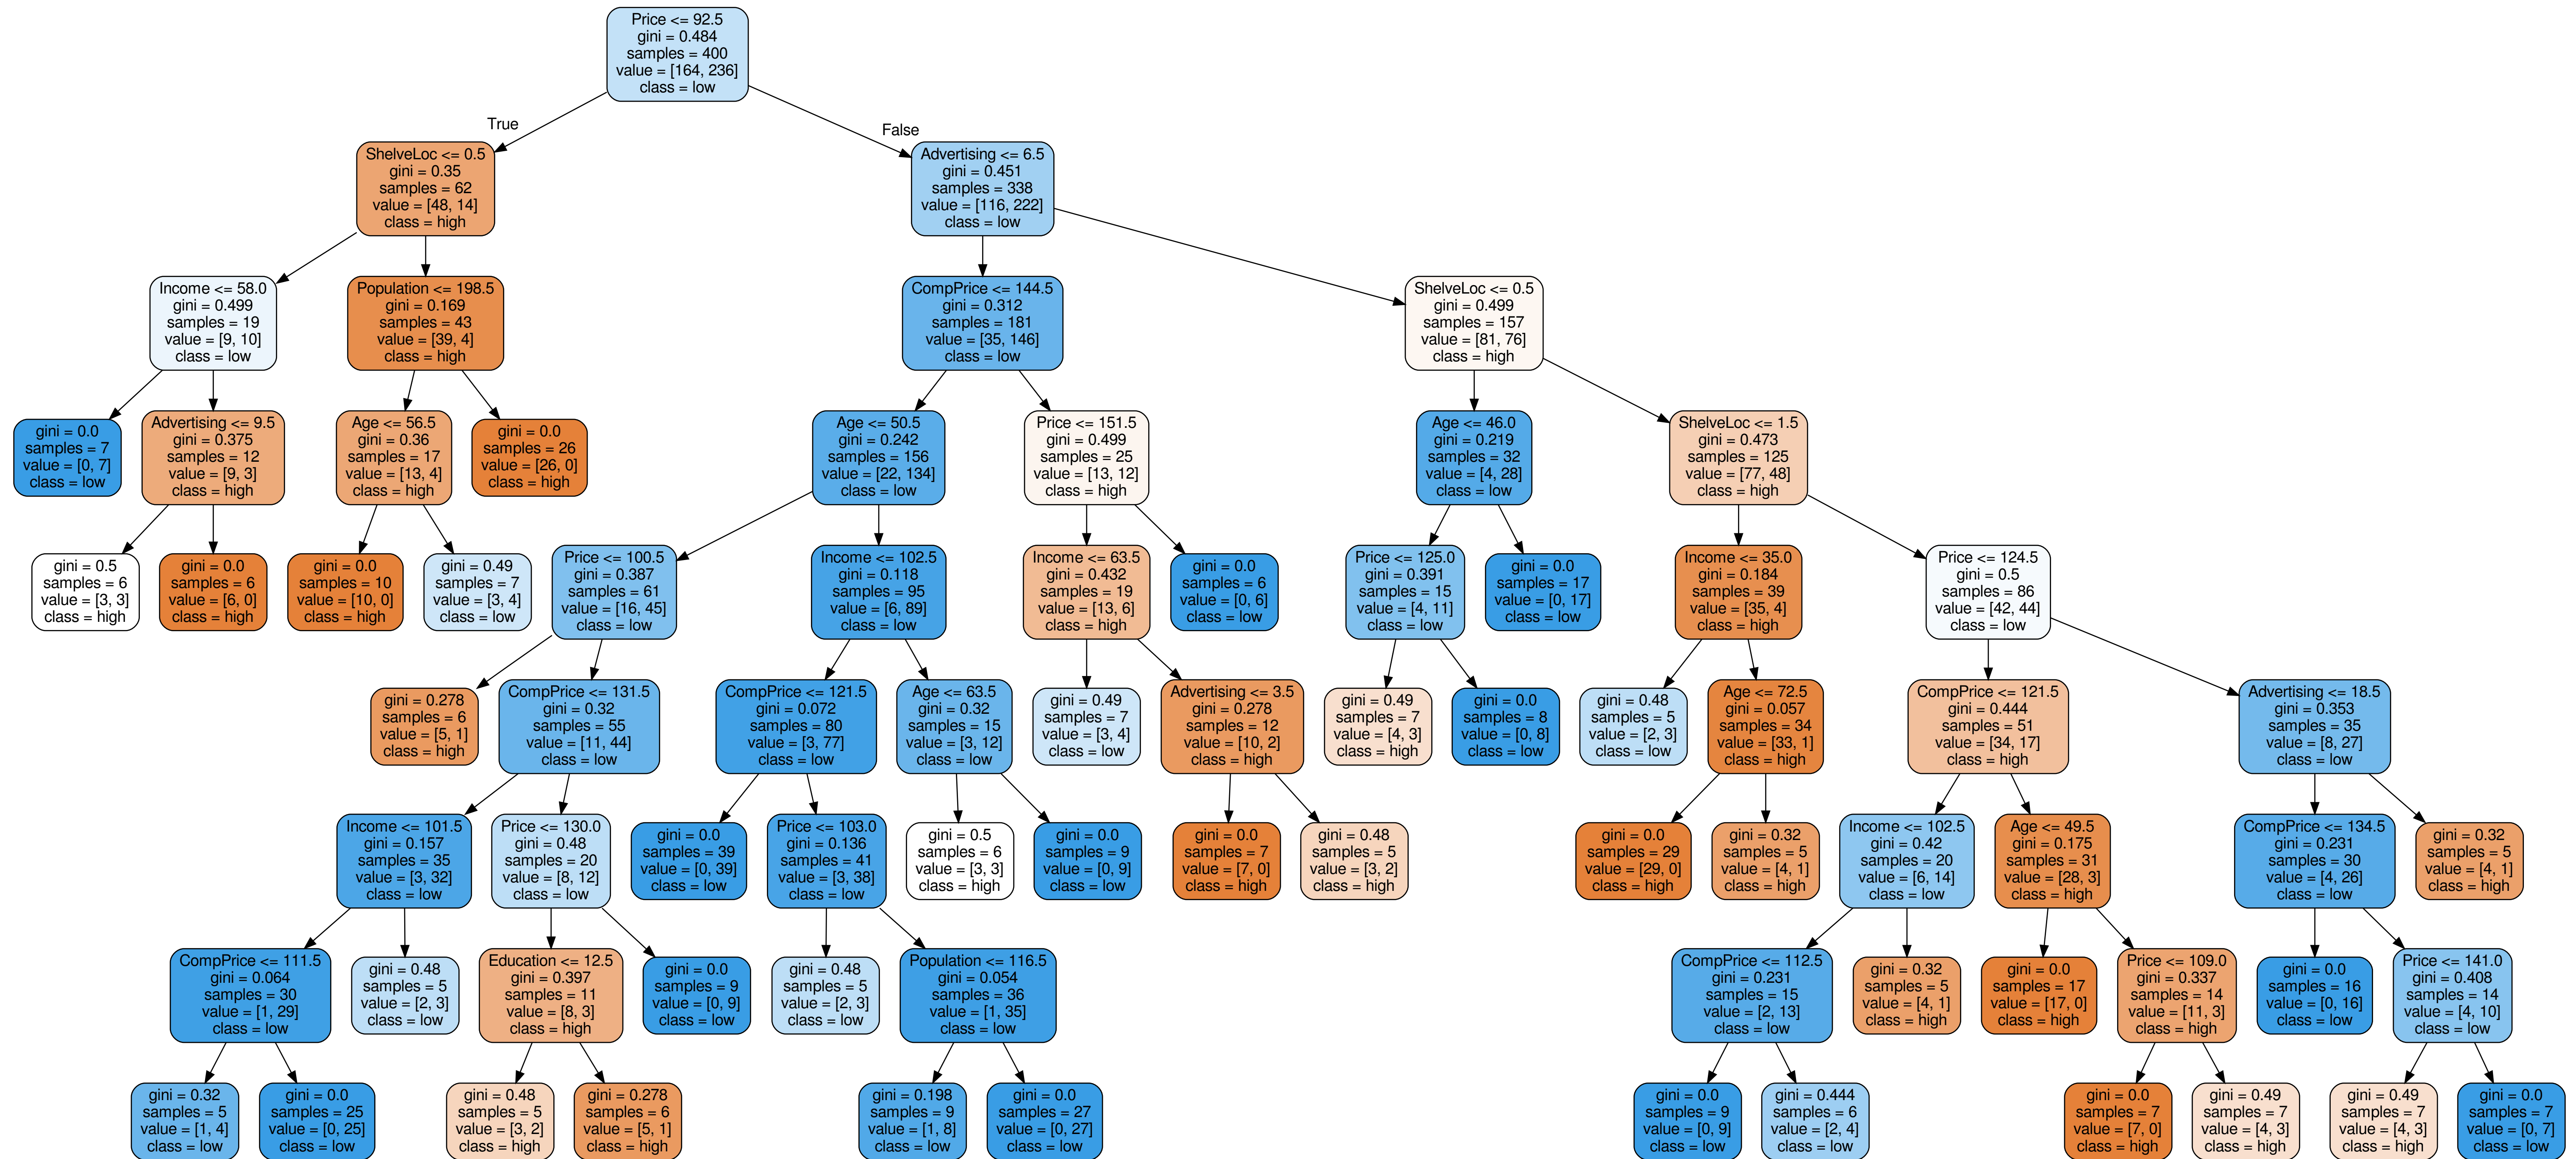 Price <= 92.5
gini = 0.484
samples = 400
value = [164, 236]
class = low
True
False
ShelveLoc <= 0.5
gini = 0.35
samples = 62
value = [48, 14]
class = high
Advertising <= 6.5
gini = 0.451
samples = 338
value = [116, 222]
class = low
Income <= 58.0
gini = 0.499
samples = 19
value = [9, 10]
class = low
Population <= 198.5
gini = 0.169
samples = 43
value = [39, 4]
class = high
CompPrice <= 144.5
gini = 0.312
samples = 181
value = [35, 146]
class = low
ShelveLoc <= 0.5
gini = 0.499
samples = 157
value = [81, 76]
class = high
gini = 0.0
samples = 7
value = [0, 7]
class = low
Advertising <= 9.5
gini = 0.375
samples = 12
value = [9, 3]
class = high
Age <= 56.5
gini = 0.36
samples = 17
value = [13, 4]
class = high
gini = 0.0
samples = 26
value = [26, 0]
class = high
Age <= 50.5
gini = 0.242
samples = 156
value = [22, 134]
class = low
Price <= 151.5
gini = 0.499
samples = 25
value = [13, 12]
class = high
Age <= 46.0
gini = 0.219
samples = 32
value = [4, 28]
class = low
ShelveLoc <= 1.5
gini = 0.473
samples = 125
value = [77, 48]
class = high
gini = 0.5
samples = 6
value = [3, 3]
class = high
gini = 0.0
samples = 6
value = [6, 0]
class = high
gini = 0.0
samples = 10
value = [10, 0]
class = high
gini = 0.49
samples = 7
value = [3, 4]
class = low
Price <= 100.5
gini = 0.387
samples = 61
value = [16, 45]
class = low
Income <= 102.5
gini = 0.118
samples = 95
value = [6, 89]
class = low
Income <= 63.5
gini = 0.432
samples = 19
value = [13, 6]
class = high
gini = 0.0
samples = 6
value = [0, 6]
class = low
Price <= 125.0
gini = 0.391
samples = 15
value = [4, 11]
class = low
gini = 0.0
samples = 17
value = [0, 17]
class = low
Income <= 35.0
gini = 0.184
samples = 39
value = [35, 4]
class = high
Price <= 124.5
gini = 0.5
samples = 86
value = [42, 44]
class = low
gini = 0.278
samples = 6
value = [5, 1]
class = high
CompPrice <= 131.5
gini = 0.32
samples = 55
value = [11, 44]
class = low
CompPrice <= 121.5
gini = 0.072
samples = 80
value = [3, 77]
class = low
Age <= 63.5
gini = 0.32
samples = 15
value = [3, 12]
class = low
gini = 0.49
samples = 7
value = [3, 4]
class = low
Advertising <= 3.5
gini = 0.278
samples = 12
value = [10, 2]
class = high
gini = 0.49
samples = 7
value = [4, 3]
class = high
gini = 0.0
samples = 8
value = [0, 8]
class = low
gini = 0.48
samples = 5
value = [2, 3]
class = low
Age <= 72.5
gini = 0.057
samples = 34
value = [33, 1]
class = high
CompPrice <= 121.5
gini = 0.444
samples = 51
value = [34, 17]
class = high
Advertising <= 18.5
gini = 0.353
samples = 35
value = [8, 27]
class = low
Income <= 101.5
gini = 0.157
samples = 35
value = [3, 32]
class = low
Price <= 130.0
gini = 0.48
samples = 20
value = [8, 12]
class = low
gini = 0.0
samples = 39
value = [0, 39]
class = low
Price <= 103.0
gini = 0.136
samples = 41
value = [3, 38]
class = low
gini = 0.5
samples = 6
value = [3, 3]
class = high
gini = 0.0
samples = 9
value = [0, 9]
class = low
gini = 0.0
samples = 7
value = [7, 0]
class = high
gini = 0.48
samples = 5
value = [3, 2]
class = high
gini = 0.0
samples = 29
value = [29, 0]
class = high
gini = 0.32
samples = 5
value = [4, 1]
class = high
Income <= 102.5
gini = 0.42
samples = 20
value = [6, 14]
class = low
Age <= 49.5
gini = 0.175
samples = 31
value = [28, 3]
class = high
CompPrice <= 134.5
gini = 0.231
samples = 30
value = [4, 26]
class = low
gini = 0.32
samples = 5
value = [4, 1]
class = high
CompPrice <= 111.5
gini = 0.064
samples = 30
value = [1, 29]
class = low
gini = 0.48
samples = 5
value = [2, 3]
class = low
Education <= 12.5
gini = 0.397
samples = 11
value = [8, 3]
class = high
gini = 0.0
samples = 9
value = [0, 9]
class = low
gini = 0.48
samples = 5
value = [2, 3]
class = low
Population <= 116.5
gini = 0.054
samples = 36
value = [1, 35]
class = low
CompPrice <= 112.5
gini = 0.231
samples = 15
value = [2, 13]
class = low
gini = 0.32
samples = 5
value = [4, 1]
class = high
gini = 0.0
samples = 17
value = [17, 0]
class = high
Price <= 109.0
gini = 0.337
samples = 14
value = [11, 3]
class = high
gini = 0.0
samples = 16
value = [0, 16]
class = low
Price <= 141.0
gini = 0.408
samples = 14
value = [4, 10]
class = low
gini = 0.32
samples = 5
value = [1, 4]
class = low
gini = 0.0
samples = 25
value = [0, 25]
class = low
gini = 0.48
samples = 5
value = [3, 2]
class = high
gini = 0.278
samples = 6
value = [5, 1]
class = high
gini = 0.198
samples = 9
value = [1, 8]
class = low
gini = 0.0
samples = 27
value = [0, 27]
class = low
gini = 0.0
samples = 9
value = [0, 9]
class = low
gini = 0.444
samples = 6
value = [2, 4]
class = low
gini = 0.0
samples = 7
value = [7, 0]
class = high
gini = 0.49
samples = 7
value = [4, 3]
class = high
gini = 0.49
samples = 7
value = [4, 3]
class = high
gini = 0.0
samples = 7
value = [0, 7]
class = low